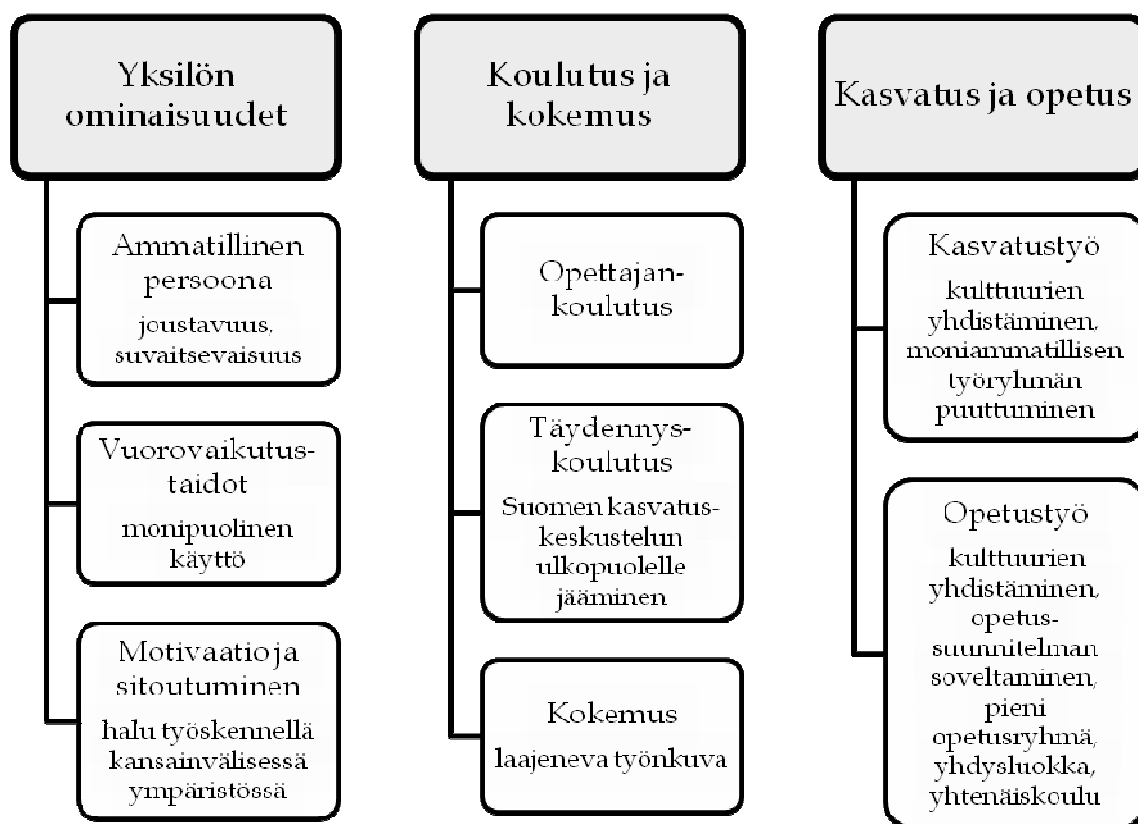 Yksilön
ominaisuudet
Ammatillinen
persoona
joustavuus,
suvaitsevaisuus
Vuorovaikutus-
taidot
monipuolinen
käyttö
Motivaatio ja
sitoutuminen
halu työskennellä
kansainvälisessä
ympäristössä
Koulutus ja
kokemus
Opettajan-
koulutus
Täydennys-
koulutus
Suomen kasvatus-
keskustelun
ulkopuolelle
jääminen
Kokemus
laajeneva työnkuva
Kasvatus ja opetus
Kasvatustyö
kulttuurien
yhdistäminen,
moniammatillisen
työryhmän
puuttuminen
Opetustyö
kulttuurien
yhdistäminen,
opetus-
suunnitelman
soveltaminen,
pieni
opetusryhmä,
yhdysluokka,
yhtenäiskoulu